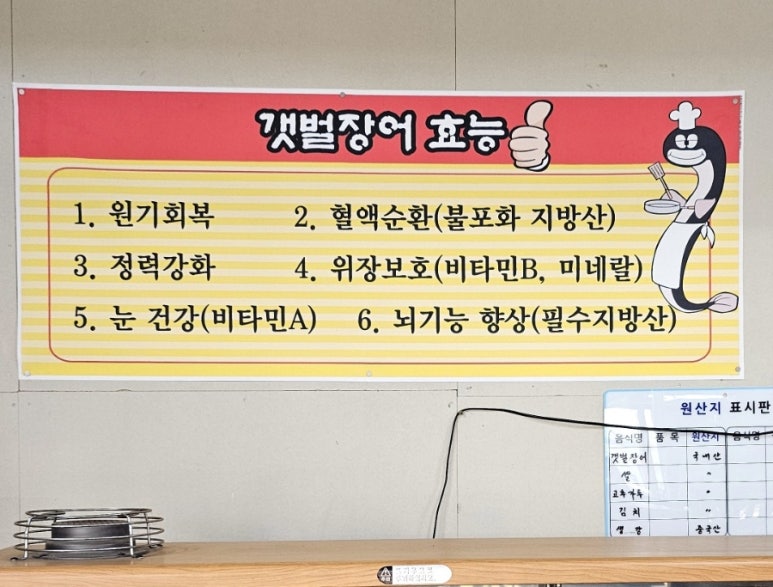 갯벌장어 효능
1. 원기회복 2. 혈액순환(불포화 지방산)
3. 정력강화 4. 위장보호(비타민B, 미네랄)
5. 눈 건강(비타민A) 6. 뇌기능 향상(필수지방산)
원산지 표시판
음식명 품 목 원산지 음식명
갯벌장어 국내산
쌀 〃
고추가루 〃
김치 〃
생강 중국산